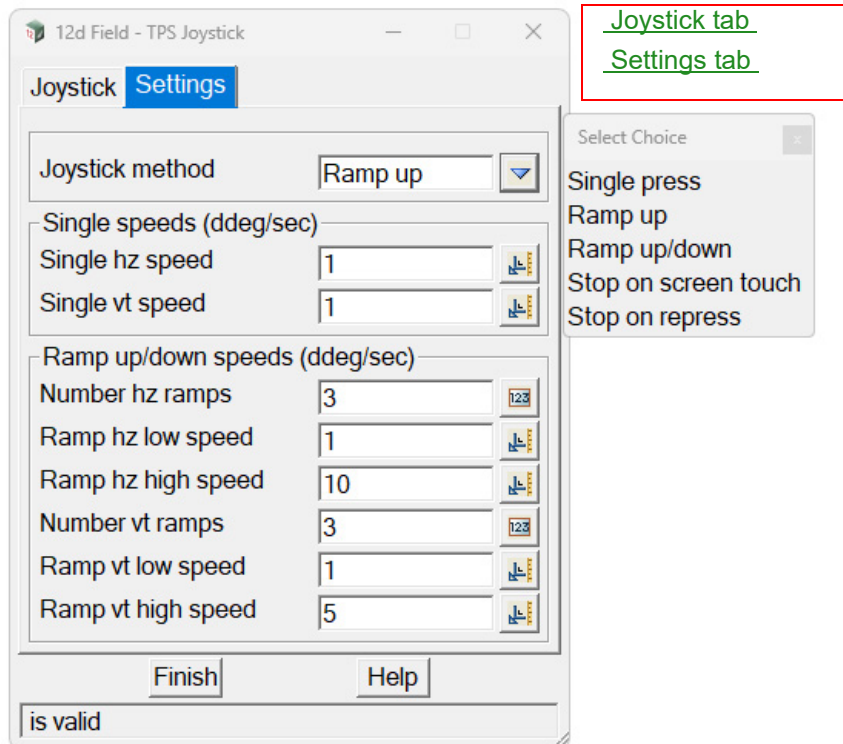 12d Field - TPS Joystick
Joystick Settings
Joystick method Ramp up
Single speeds (ddeg/sec)
Single hz speed 1
Single vt speed 1
Ramp up/down speeds (ddeg/sec)
Number hz ramps 3 123
Ramp hz low speed 1
Ramp hz high speed 10
Number vt ramps 3 123
Ramp vt low speed 1
Ramp vt high speed 5
Finish Help
is valid
Joystick tab
Settings tab
Select Choice x
Single press
Ramp up
Ramp up/down
Stop on screen touch
Stop on repress